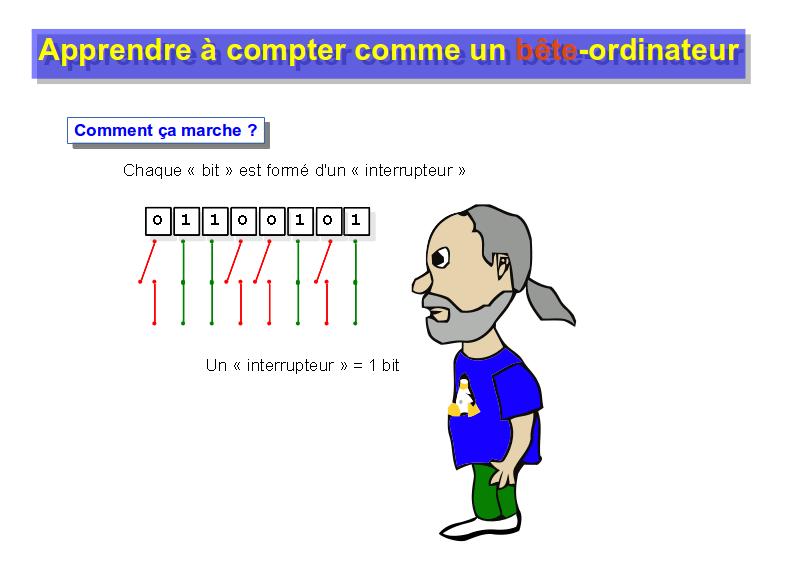 Apprendre à compter comme un bête-ordinateur
Comment ça marche ?
Chaque « bit » est formé d'un « interrupteur »
0 1 1 0 0 1 0 1
Un « interrupteur » = 1 bit